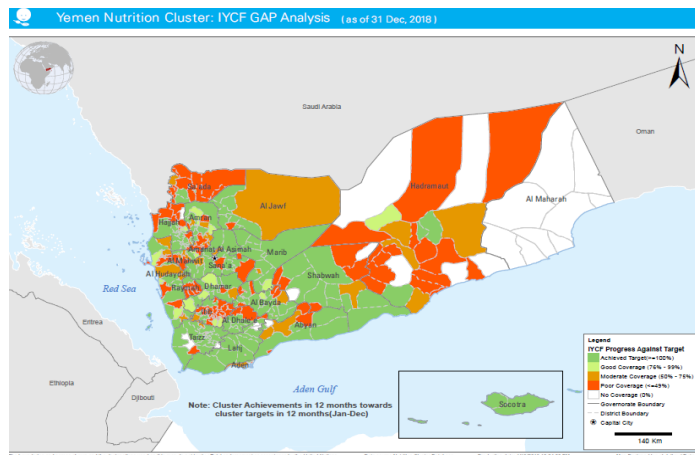 Yemen Nutrition Cluster: IYCF GAP Analysis (as of 31 Dec, 2018)
N
Saudi Arabia
Oman
Sa'ada
Hadramaut
Al Jawf
Al Maharah
Amran
Hajjah
Amanat Al Asimah
Marib
Al Mahwit
Sana'a
Al Hudaydah
Shabwah
Red Sea
Raymah
Dhamar
Al Bayda
Eritrea
Ibb
Al Dhale'e
Abyan
Taizz
Lahj
Aden
Ethiopia
Djibouti
Aden Gulf
Note: Cluster Achievements in 12 months towards
cluster targets in 12 months(Jan-Dec)
Socotra
Legend
IYCF Progress Against Target
Achieved Target(>=100%)
Good Coverage (76% - 99%)
Moderate Coverage (50% - 75%)
Poor Coverage (<=49%)
No Coverage (0%)
Governorate Boundary
District Boundary
Capital City
140 Km